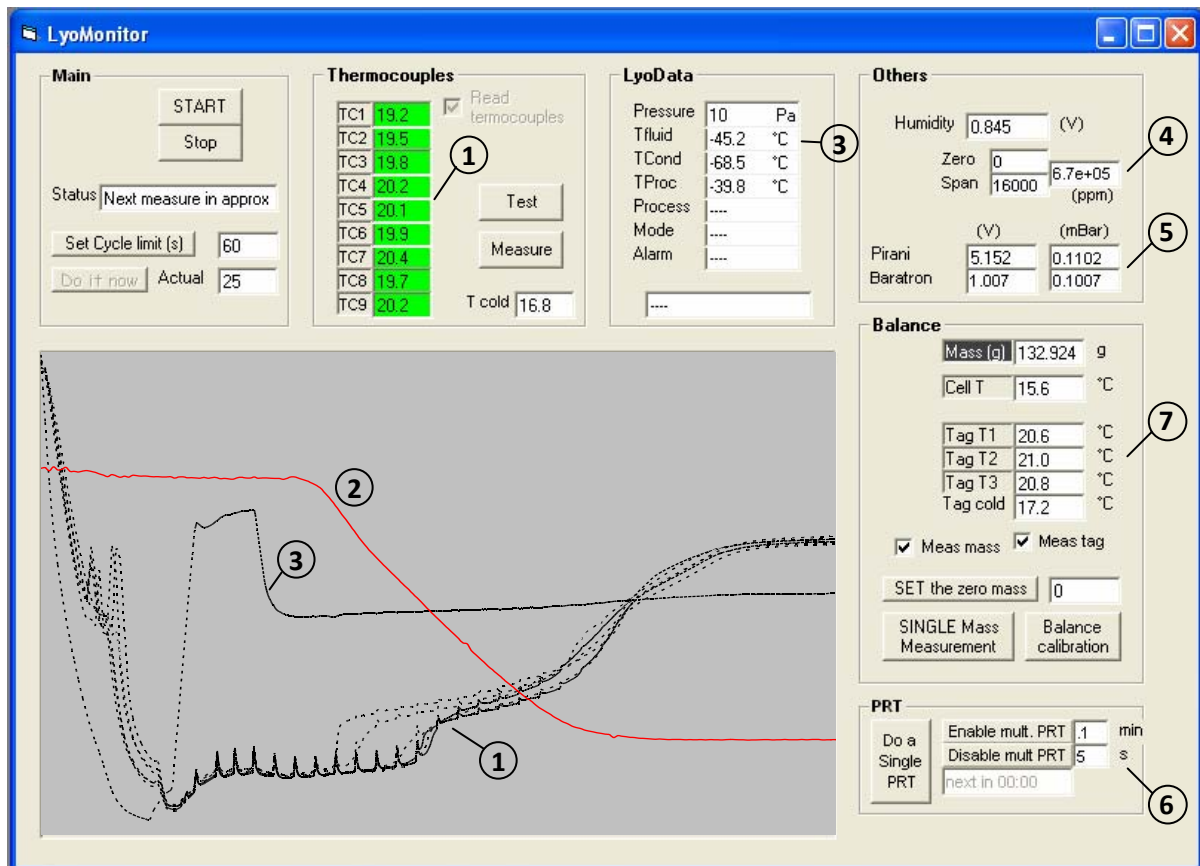 LyoMonitor
Main
START
Stop
Status Next measure in approx
Set Cycle limit (s) 60
Do it now Actual 25
Thermocouples
Read
termocouples
TC1 19.2
TC2 19.5
TC3 19.8
TC4 20.2
TC5 20.1
TC6 19.9
TC7 20.4
TC8 19.7
TC9 20.2
1
Test
Measure
T cold 16.8
LyoData
Pressure 10 Pa
Tfluid -45.2 °C
TCond -68.5 °C
TProc -39.8 °C
Process ----
Mode ----
Alarm ----
----
3
Others
Humidity 0.845 (V)
Zero 0
Span 16000
6.7e+05
(ppm)
4
(V) (mBar)
Pirani 5.152 0.1102
Baratron 1.007 0.1007
5
Balance
Mass (g) 132.924 g
Cell T 15.6 °C
Tag T1 20.6 °C
Tag T2 21.0 °C
Tag T3 20.8 °C
Tag cold 17.2 °C
7
Meas mass Meas tag
SET the zero mass 0
SINGLE Mass
Measurement
Balance
calibration
PRT
Do a
Single
PRT
Enable mult. PRT .1 min
Disable mult PRT 5 s
next in 00:00
6
2
3
1